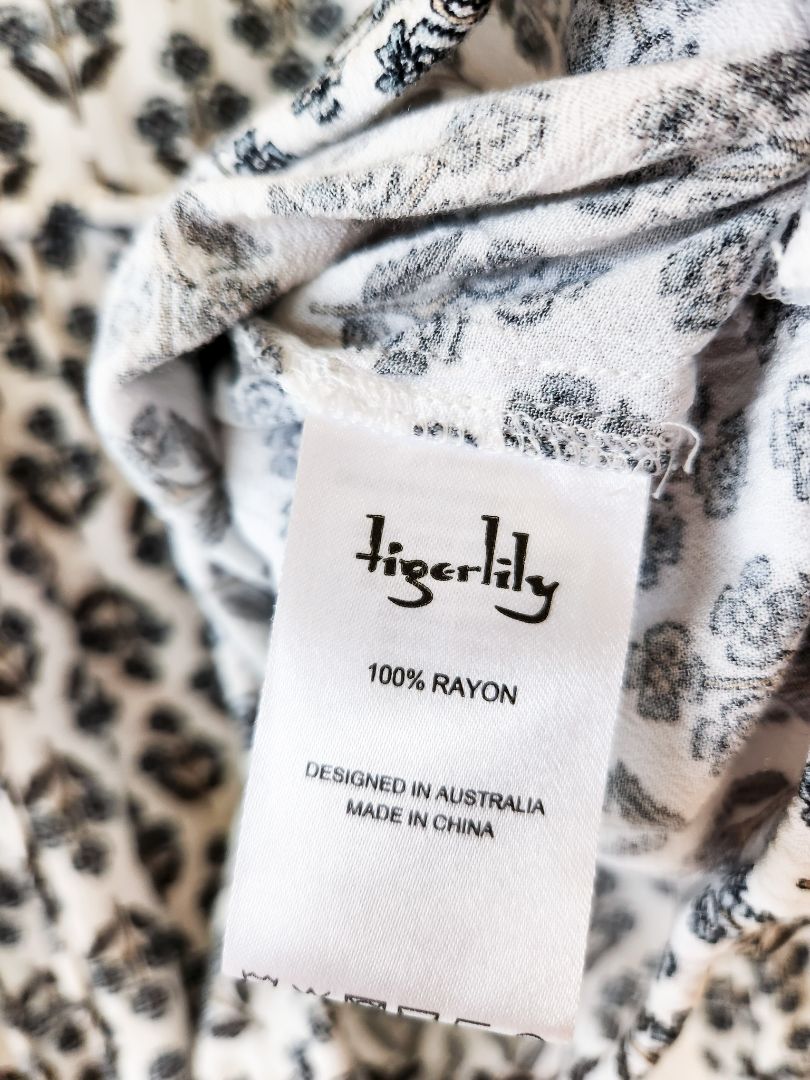 tigerlily
100% RAYON
DESIGNED IN AUSTRALIA
MADE IN CHINA